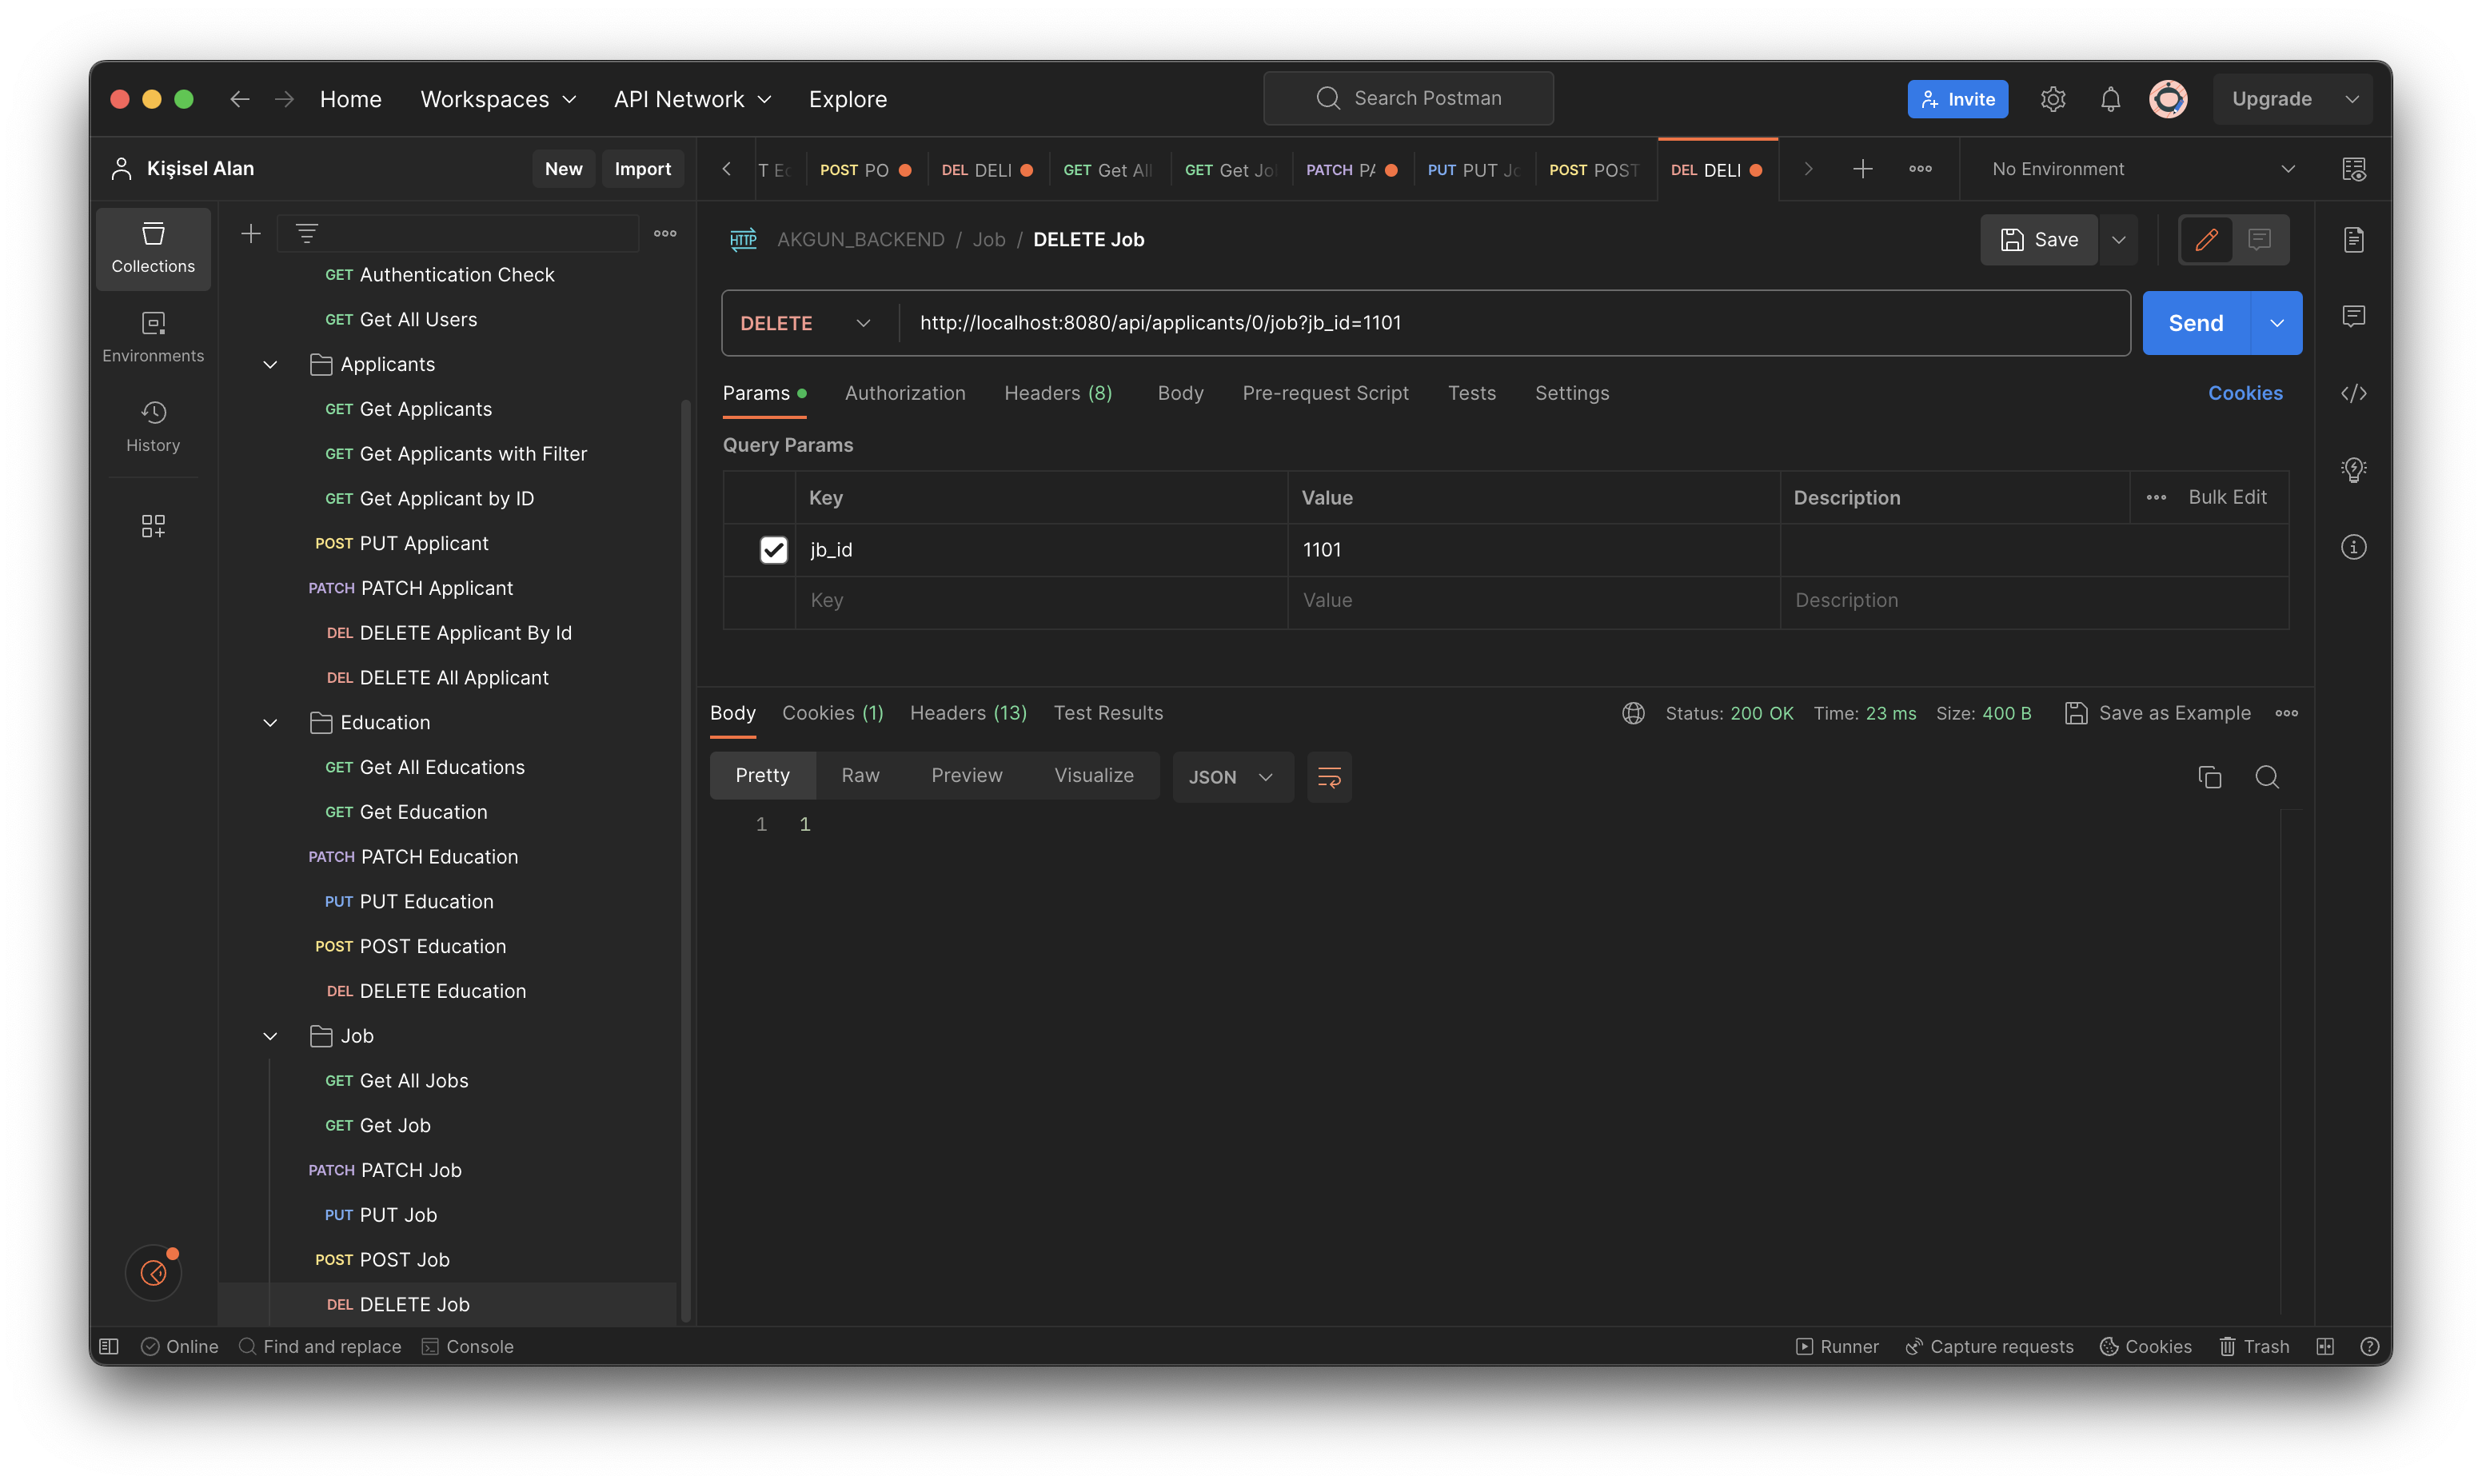 Home Workspaces API Network Explore Search Postman Invite Upgrade
Kişisel Alan New Import
T Ec POST PO DEL DELI GET Get All GET Get Jo PATCH PA PUT PUT Jc POST POST DEL DELI No Environment
Collections
Environments
History
GET Authentication Check
GET Get All Users
Applicants
GET Get Applicants
GET Get Applicants with Filter
GET Get Applicant by ID
POST PUT Applicant
PATCH PATCH Applicant
DEL DELETE Applicant By Id
DEL DELETE All Applicant
Education
GET Get All Educations
GET Get Education
PATCH PATCH Education
PUT PUT Education
POST POST Education
DEL DELETE Education
Job
GET Get All Jobs
GET Get Job
PATCH PATCH Job
PUT PUT Job
POST POST Job
DEL DELETE Job
HTTP AKGUN_BACKEND / Job / DELETE Job Save
DELETE http://localhost:8080/api/applicants/0/job?jb_id=1101 Send
Params Authorization Headers (8) Body Pre-request Script Tests Settings Cookies
Query Params
Key Value Description Bulk Edit
jb_id 1101
Key Value Description
Body Cookies (1) Headers (13) Test Results Status: 200 OK Time: 23 ms Size: 400 B Save as Example
Pretty Raw Preview Visualize JSON
1 1
Online Find and replace Console Runner Capture requests Cookies Trash